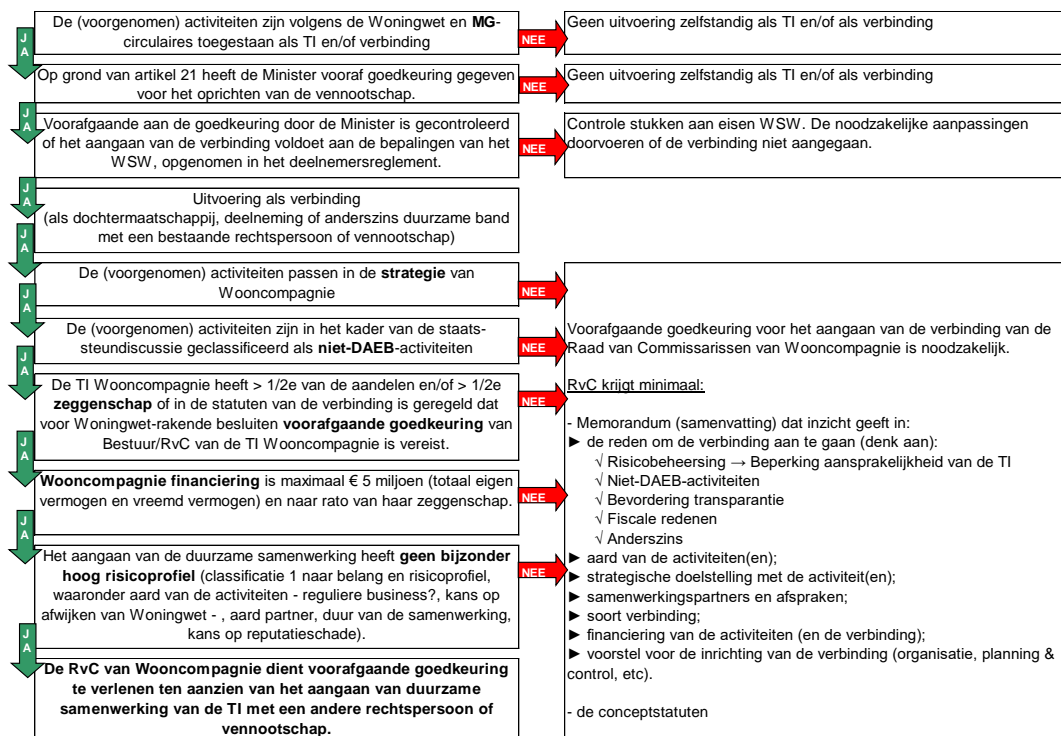 De (voorgenomen) activiteiten zijn volgens de Woningwet en MG-
circulaires toegestaan als TI en/of verbinding
J
A
NEE
Geen uitvoering zelfstandig als TI en/of als verbinding
Op grond van artikel 21 heeft de Minister vooraf goedkeuring gegeven
voor het oprichten van de vennootschap.
NEE
Geen uitvoering zelfstandig als TI en/of als verbinding
J
A
Voorafgaande aan de goedkeuring door de Minister is gecontroleerd
of het aangaan van de verbinding voldoet aan de bepalingen van het
WSW, opgenomen in het deelnemersreglement.
NEE
Controle stukken aan eisen WSW. De noodzakelijke aanpassingen
doorvoeren of de verbinding niet aangegaan.
J
A
Uitvoering als verbinding
(als dochtermaatschappij, deelneming of anderszins duurzame band
met een bestaande rechtspersoon of vennootschap)
J
A
De (voorgenomen) activiteiten passen in de strategie van
Wooncompagnie
NEE
J
A
De (voorgenomen) activiteiten zijn in het kader van de staats-
steundiscussie geclassificeerd als niet-DAEB-activiteiten
NEE
J
A
De TI Wooncompagnie heeft > 1/2e van de aandelen en/of > 1/2e
zeggenschap of in de statuten van de verbinding is geregeld dat
voor Woningwet-rakende besluiten voorafgaande goedkeuring van
Bestuur/RvC van de TI Wooncompagnie is vereist.
NEE
J
A
Wooncompagnie financiering is maximaal € 5 miljoen (totaal eigen
vermogen en vreemd vermogen) en naar rato van haar zeggenschap.
NEE
J
A
Het aangaan van de duurzame samenwerking heeft geen bijzonder
hoog risicoprofiel (classificatie 1 naar belang en risicoprofiel,
waaronder aard van de activiteiten - reguliere business?, kans op
afwijken van Woningwet - , aard partner, duur van de samenwerking,
kans op reputatieschade).
NEE
J
A
De RvC van Wooncompagnie dient voorafgaande goedkeuring
te verlenen ten aanzien van het aangaan van duurzame
samenwerking van de TI met een andere rechtspersoon of
vennootschap.
Voorafgaande goedkeuring voor het aangaan van de verbinding van de
Raad van Commissarissen van Wooncompagnie is noodzakelijk.
RvC krijgt minimaal:
- Memorandum (samenvatting) dat inzicht geeft in:
► de reden om de verbinding aan te gaan (denk aan):
√ Risicobeheersing → Beperking aansprakelijkheid van de TI
√ Niet-DAEB-activiteiten
√ Bevordering transparantie
√ Fiscale redenen
√ Anderszins
► aard van de activiteiten(en);
► strategische doelstelling met de activiteit(en);
► samenwerkingspartners en afspraken;
► soort verbinding;
► financiering van de activiteiten (en de verbinding);
► voorstel voor de inrichting van de verbinding (organisatie, planning &
control, etc).
- de conceptstatuten